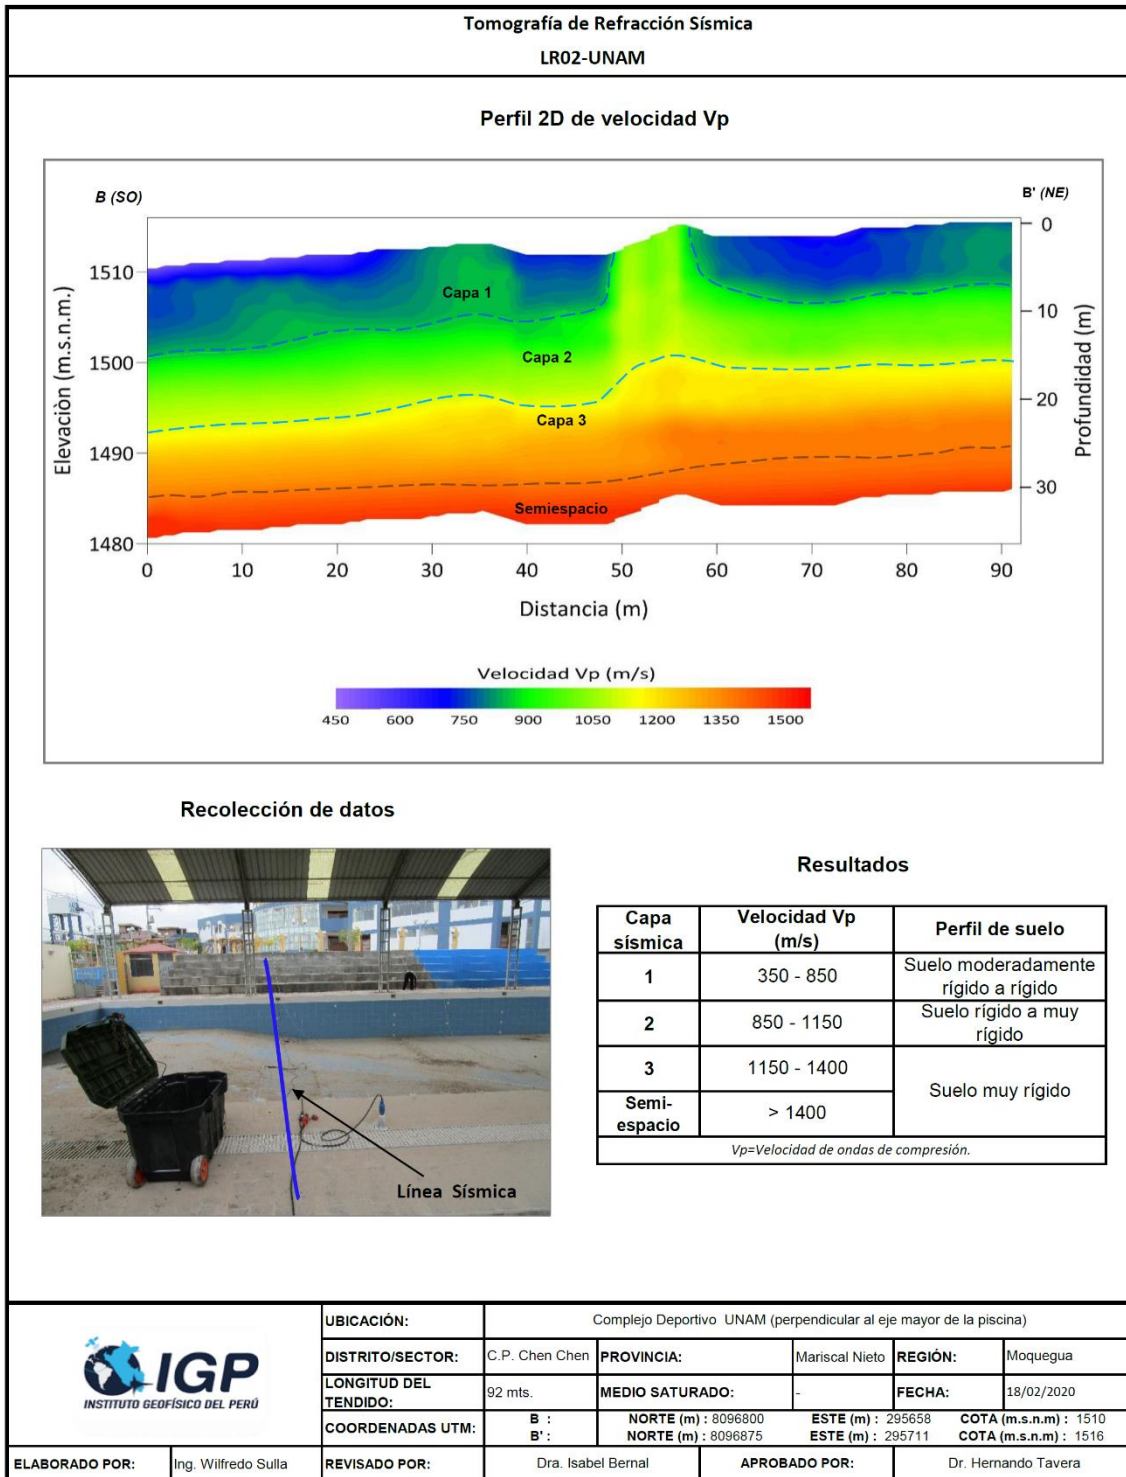 Tomografía de Refracción Sísmica
LR02-UNAM
Perfil 2D de velocidad Vp
B (SO)
B' (NE)
Elevaciòn (m.s.n.m.)
1510
1500
1490
1480
Capa 1
Capa 2
Capa 3
Semiespacio
0
10
20
30
Profundidad (m)
0 10 20 30 40 50 60 70 80 90
Distancia (m)
Velocidad Vp (m/s)
450 600 750 900 1050 1200 1350 1500
Recolección de datos
Línea Sísmica
Resultados
Capa sísmica Velocidad Vp (m/s) Perfil de suelo
1 350 - 850 Suelo moderadamente rígido a rígido
2 850 - 1150 Suelo rígido a muy rígido
3 1150 - 1400 Suelo muy rígido
Semi-espacio > 1400
Vp=Velocidad de ondas de compresión.
IGP
INSTITUTO GEOFÍSICO DEL PERÚ
UBICACIÓN: Complejo Deportivo UNAM (perpendicular al eje mayor de la piscina)
DISTRITO/SECTOR: C.P. Chen Chen PROVINCIA: Mariscal Nieto REGIÓN: Moquegua
LONGITUD DEL TENDIDO: 92 mts. MEDIO SATURADO: - FECHA: 18/02/2020
COORDENADAS UTM: B : NORTE (m) : 8096800 ESTE (m) : 295658 COTA (m.s.n.m) : 1510
B' : NORTE (m) : 8096875 ESTE (m) : 295711 COTA (m.s.n.m) : 1516
ELABORADO POR: Ing. Wilfredo Sulla REVISADO POR: Dra. Isabel Bernal APROBADO POR: Dr. Hernando Tavera